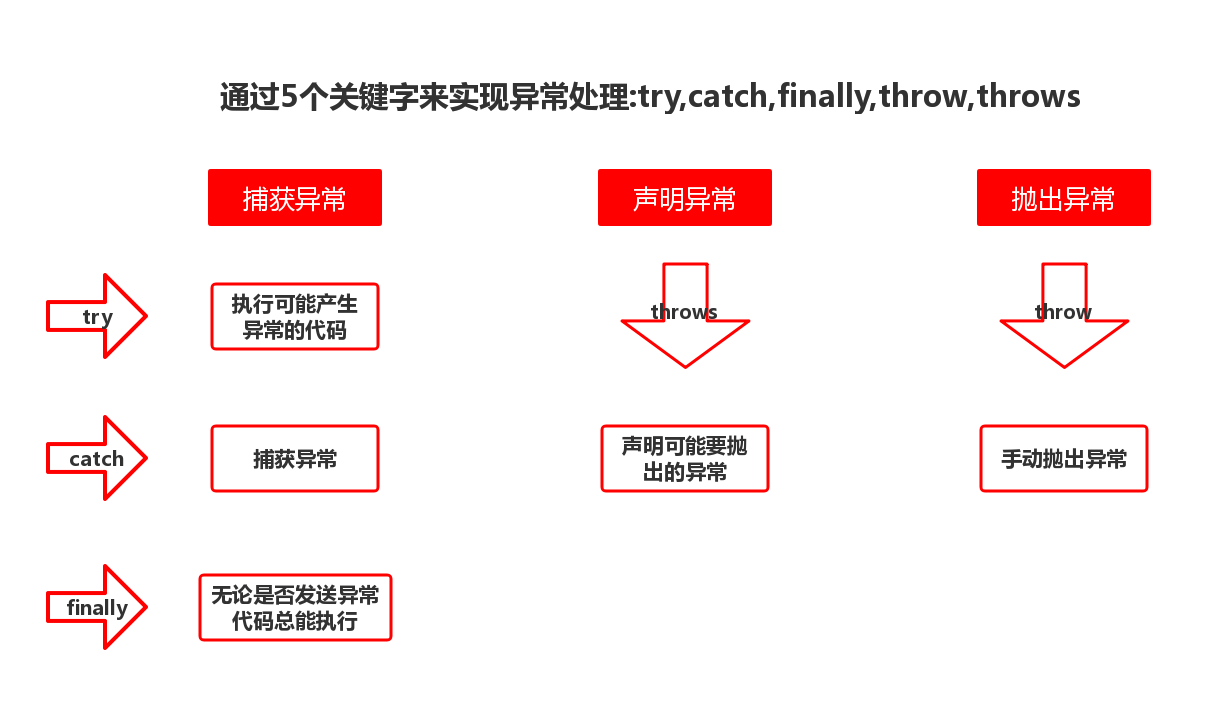 通过5个关键字来实现异常处理:try,catch,finally,throw,throws
捕获异常
声明异常
抛出异常
try
执行可能产生
异常的代码
throws
throw
catch
捕获异常
声明可能要抛
出的异常
手动抛出异常
finally
无论是否发送异常
代码总能执行